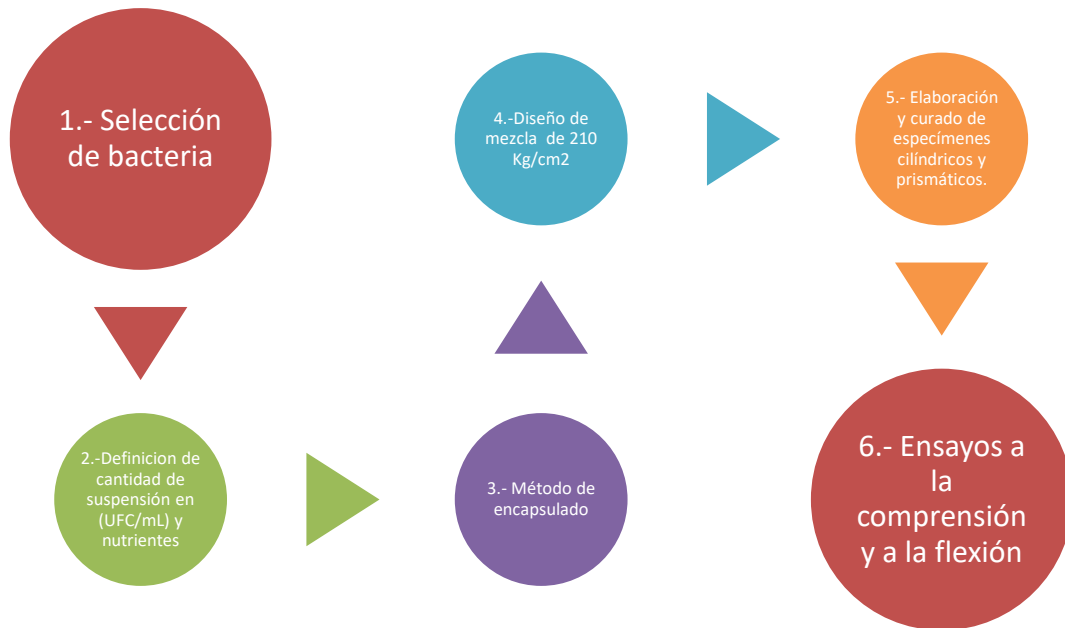 1.- Selección
de bacteria
2.-Definicion de
cantidad de
suspensión en
(UFC/mL) y
nutrientes
3.- Método de
encapsulado
4.-Diseño de
mezcla  de 210
Kg/cm2
5.- Elaboración
y curado de
especímenes
cilíndricos y
prismáticos.
6.- Ensayos a
la
comprensión
y a la flexión